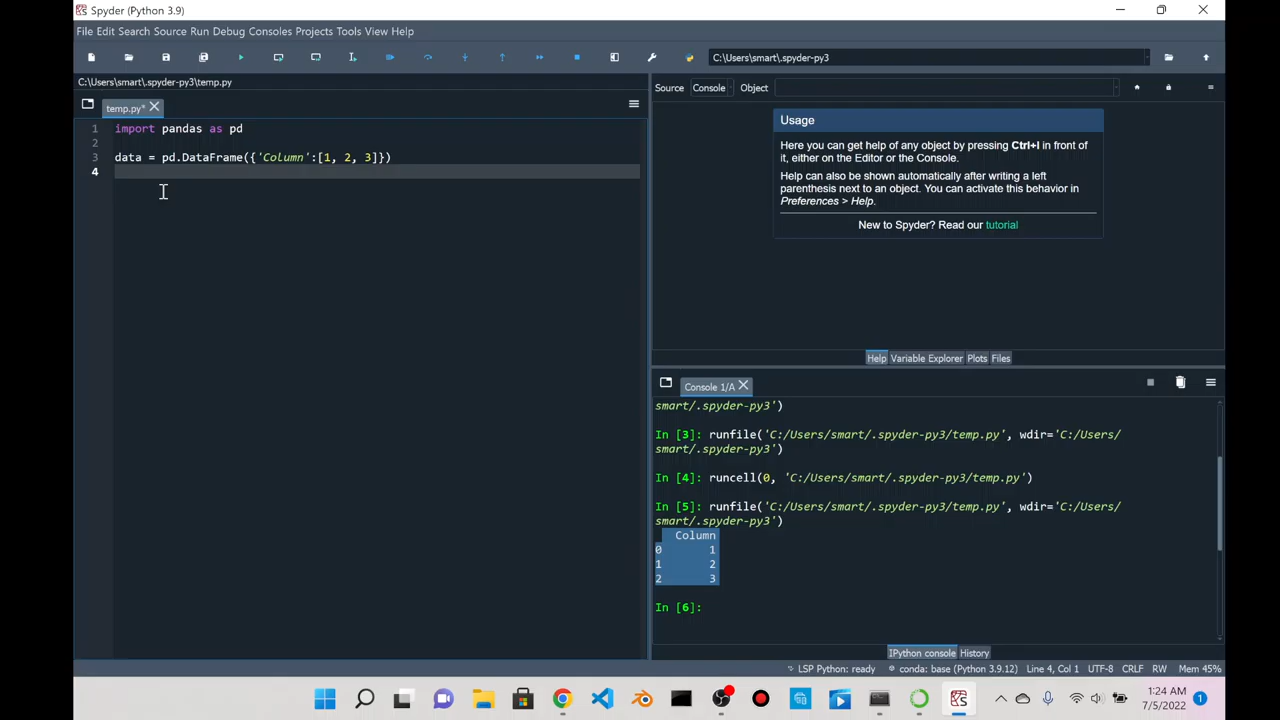 Spyder (Python 3.9)
File Edit Search Source Run Debug Consoles Projects Tools View Help
C:\Users\smart\.spyder-py3
C:\Users\smart\.spyder-py3\temp.py
temp.py*
1 import pandas as pd
2
3 data = pd.DataFrame({'Column':[1, 2, 3]})
4
Source Console Object
Usage
Here you can get help of any object by pressing Ctrl+I in front of
it, either on the Editor or the Console.
Help can also be shown automatically after writing a left
parenthesis next to an object. You can activate this behavior in
Preferences > Help.
New to Spyder? Read our tutorial
Help Variable Explorer Plots Files
Console 1/A
smart/.spyder-py3')
In [3]: runfile('C:/Users/smart/.spyder-py3/temp.py', wdir='C:/Users/
smart/.spyder-py3')
In [4]: runcell(0, 'C:/Users/smart/.spyder-py3/temp.py')
In [5]: runfile('C:/Users/smart/.spyder-py3/temp.py', wdir='C:/Users/
smart/.spyder-py3')
Column
0 1
1 2
2 3
In [6]:
IPython console History
LSP Python: ready conda: base (Python 3.9.12) Line 4, Col 1 UTF-8 CRLF RW Mem 45%
1:24 AM
7/5/2022
1